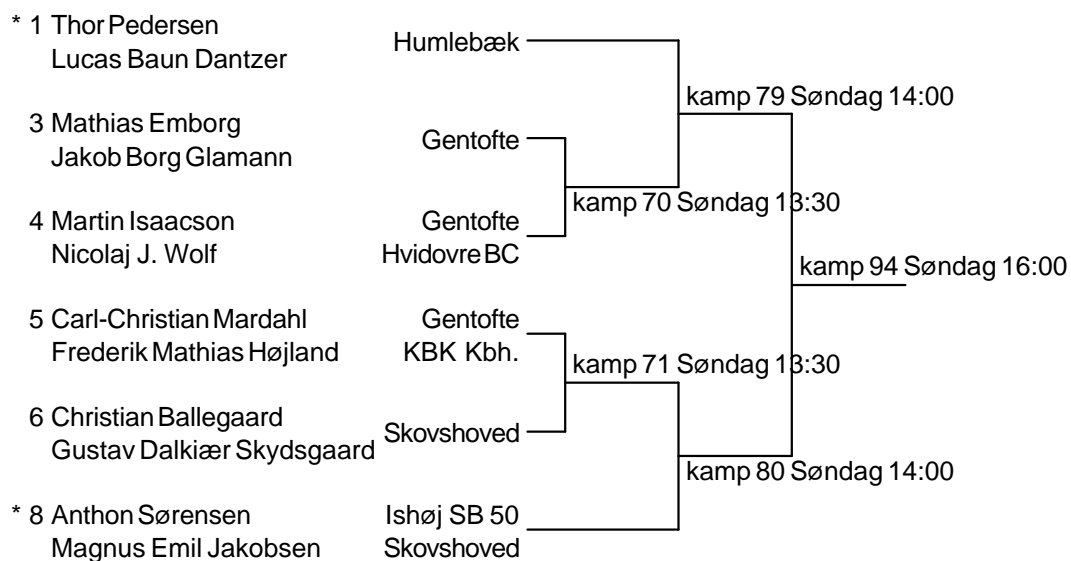 * 1 Thor Pedersen
Lucas Baun Dantzer
Humlebæk
kamp 79 Søndag 14:00
3 Mathias Emborg
Jakob Borg Glamann
Gentofte
kamp 70 Søndag 13:30
4 Martin Isaacson
Nicolaj J. Wolf
Gentofte
Hvidovre BC
kamp 94 Søndag 16:00
5 Carl-Christian Mardahl
Frederik Mathias Højland
Gentofte
KBK Kbh.
kamp 71 Søndag 13:30
6 Christian Ballegaard
Gustav Dalkiær Skydsgaard
Skovshoved
kamp 80 Søndag 14:00
* 8 Anthon Sørensen
Magnus Emil Jakobsen
Ishøj SB 50
Skovshoved